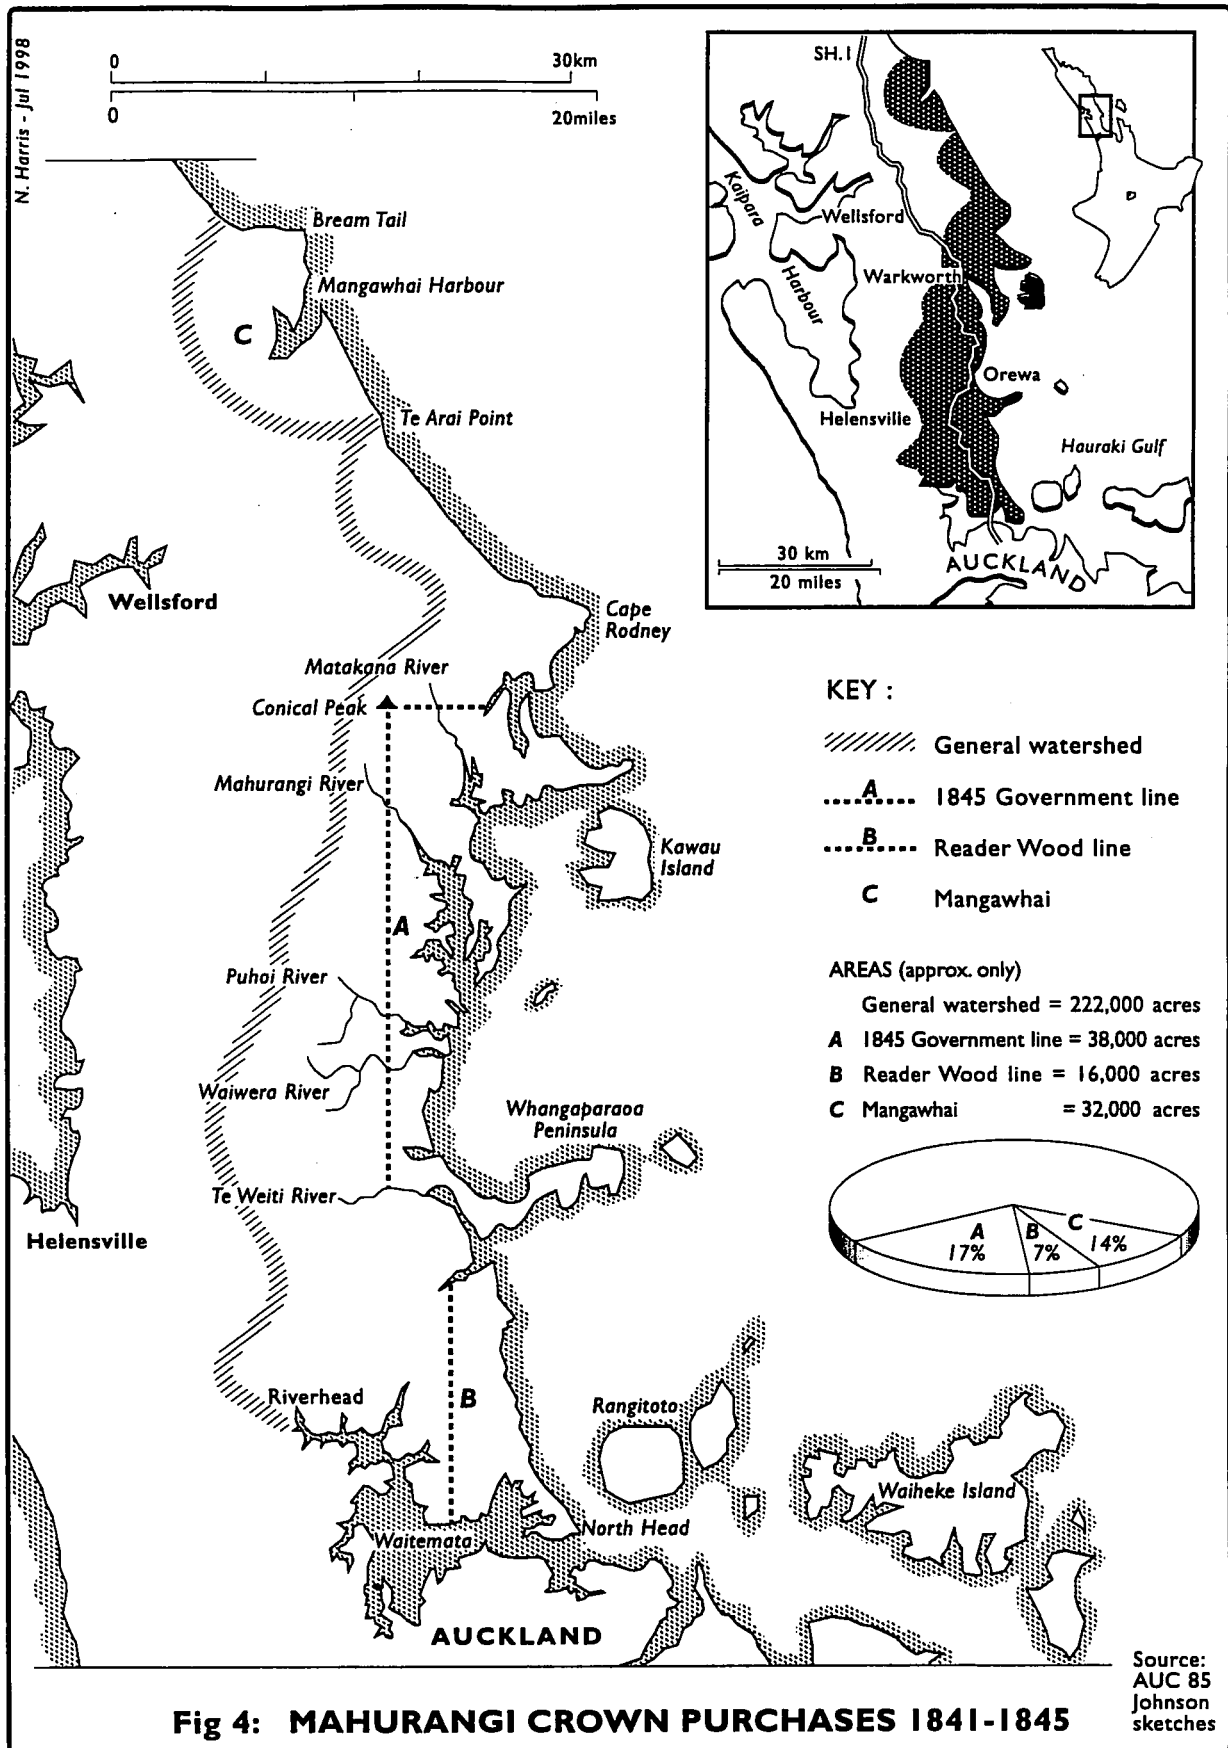 N. Harris - Jul 1998
0 30km
0 20miles
Bream Tail
Mangawhai Harbour
C
Te Arai Point
Wellsford
Cape
Rodney
Matakana River
Conical Peak
Mahurangi River
Kawau
Island
A
Puhoi River
Waiwera River
Whangaparaoa
Peninsula
Te Weiti River
Helensville
Riverhead
B
Rangitoto
Waiheke Island
North Head
Waitemata
AUCKLAND
SH.1
Kaipara
Harbour
Wellsford
Warkworth
Orewa
Helensville
Hauraki Gulf
30 km
20 miles
AUCKLAND
KEY :
General watershed
A 1845 Government line
B Reader Wood line
C Mangawhai
AREAS (approx. only)
General watershed = 222,000 acres
A 1845 Government line = 38,000 acres
B Reader Wood line = 16,000 acres
C Mangawhai = 32,000 acres
A
17%
B
7%
C
14%
Source:
AUC 85
Johnson
sketches
Fig 4: MAHURANGI CROWN PURCHASES 1841-1845